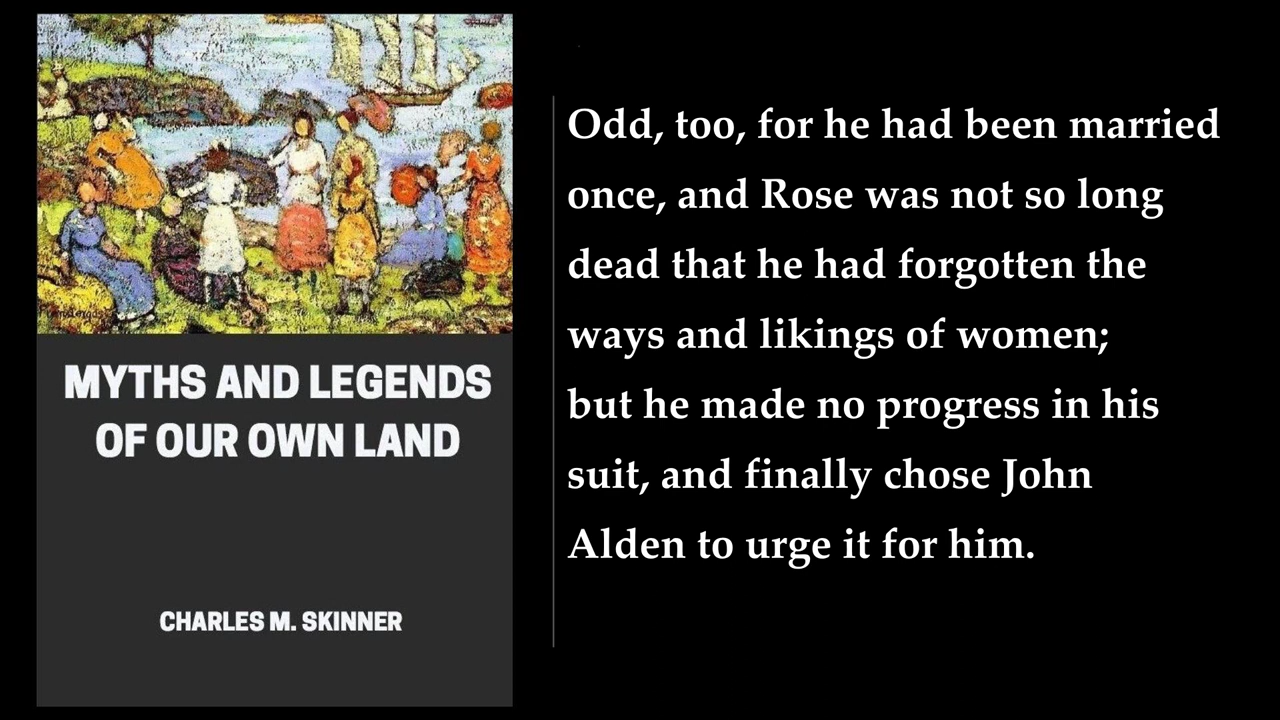 MYTHS AND LEGENDS
OF OUR OWN LAND
CHARLES M. SKINNER
Odd, too, for he had been married
once, and Rose was not so long
dead that he had forgotten the
ways and likings of women;
but he made no progress in his
suit, and finally chose John
Alden to urge it for him.